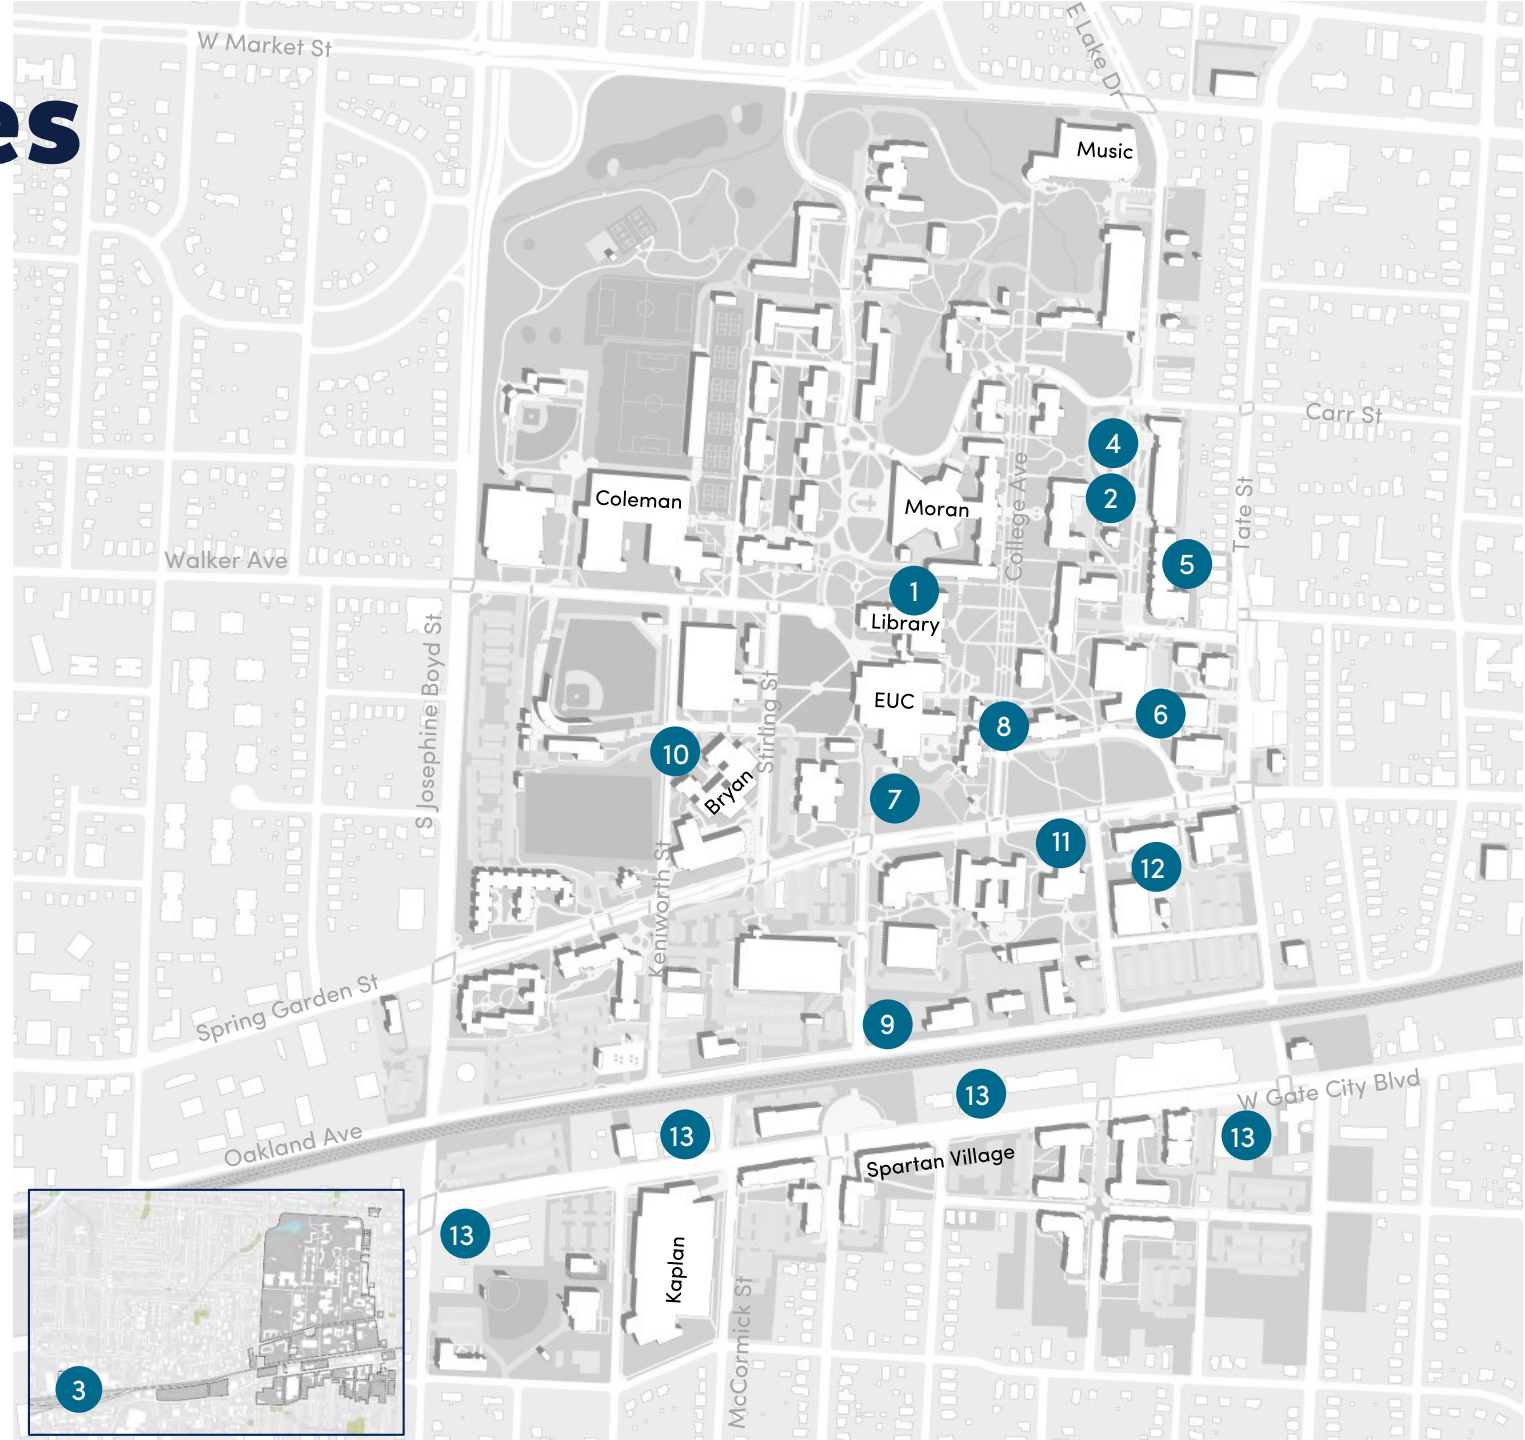 E Lake Dr
W Market St
es
Music
Carr St
4
College Ave
Coleman
2
Moran
Tate St
Walker Ave
5
1
Library
S Josephine Boyd St
EUC
Stirling St
6
8
10
Bryan
7
11
12
Kenilworth St
Spring Garden St
9
13
W Gate City Blvd
13
13
Oakland Ave
Spartan Village
13
Kaplan
McCormick St
3